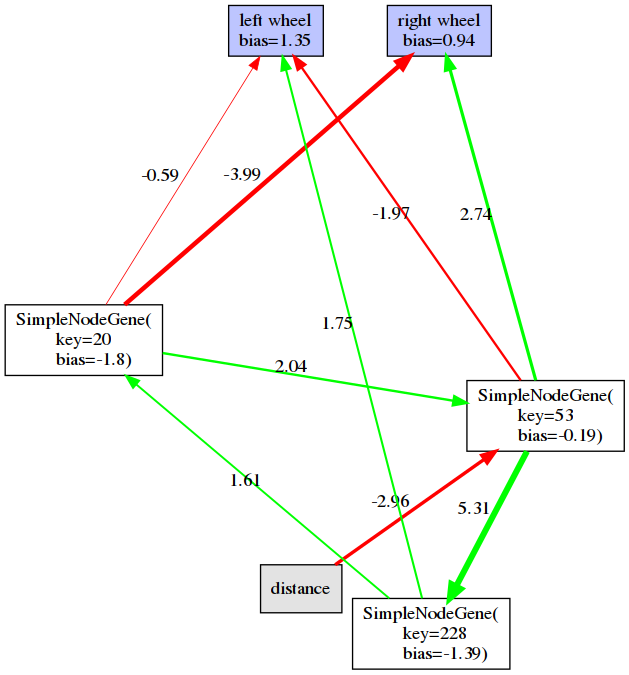 left wheel
bias=1.35
right wheel
bias=0.94
-0.59
-3.99
-1.97
2.74
SimpleNodeGene(
key=20
bias=-1.8)
1.75
2.04
SimpleNodeGene(
key=53
bias=-0.19)
1.61
-2.96
5.31
distance
SimpleNodeGene(
key=228
bias=-1.39)